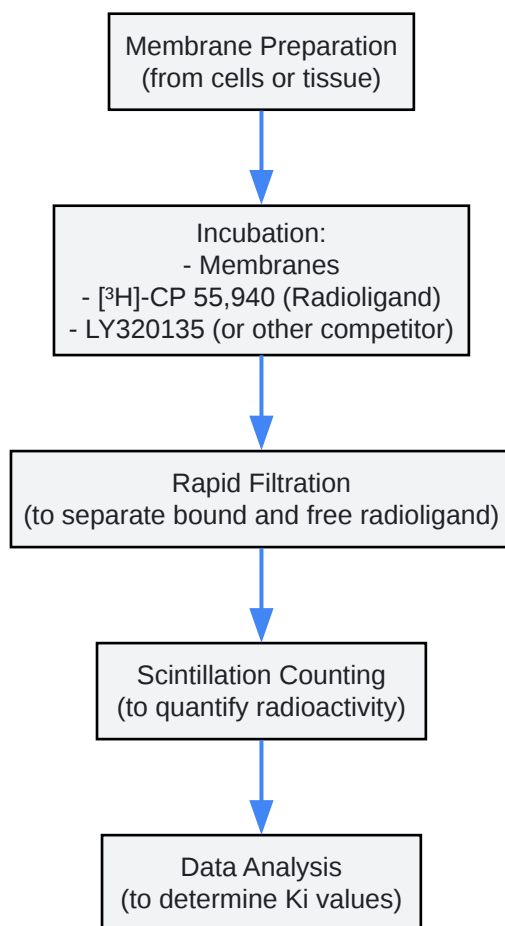 Membrane Preparation
(from cells or tissue)
Incubation:
- Membranes
- [³H]-CP 55,940 (Radioligand)
- LY320135 (or other competitor)
Rapid Filtration
(to separate bound and free radioligand)
Scintillation Counting
(to quantify radioactivity)
Data Analysis
(to determine Ki values)